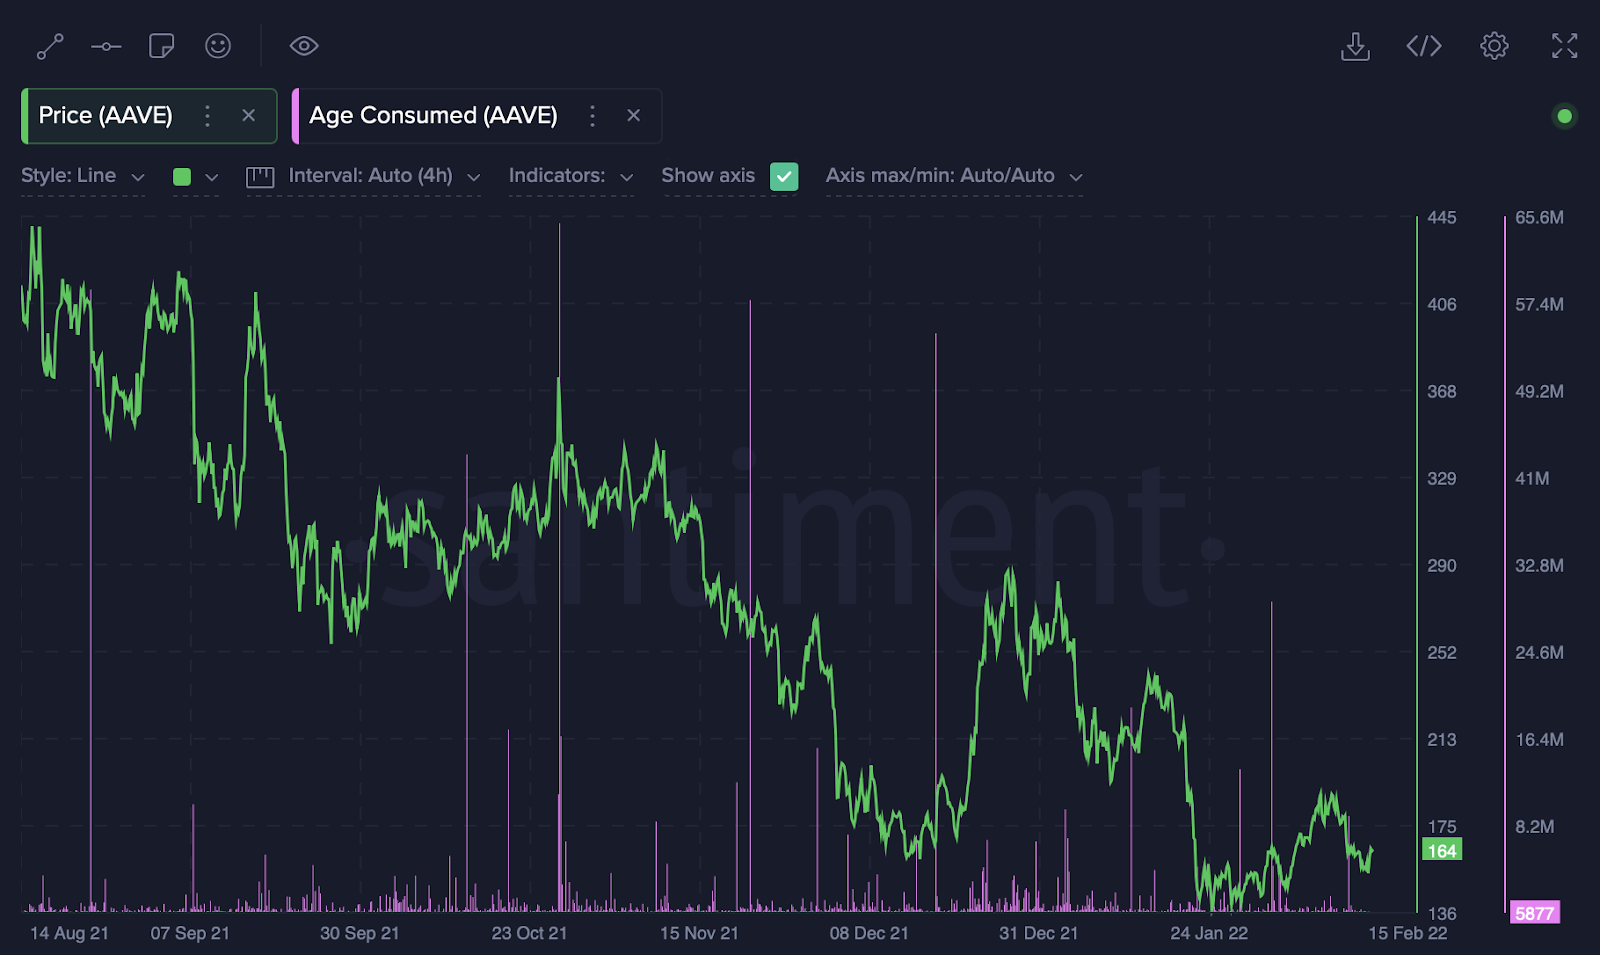 Price (AAVE)
Age Consumed (AAVE)
Style: Line
Interval: Auto (4h)
Indicators:
Show axis
Axis max/min: Auto/Auto
santiment
445
406
368
329
290
252
213
175
164
136
65.6M
57.4M
49.2M
41M
32.8M
24.6M
16.4M
8.2M
5877
14 Aug 21
07 Sep 21
30 Sep 21
23 Oct 21
15 Nov 21
08 Dec 21
31 Dec 21
24 Jan 22
15 Feb 22